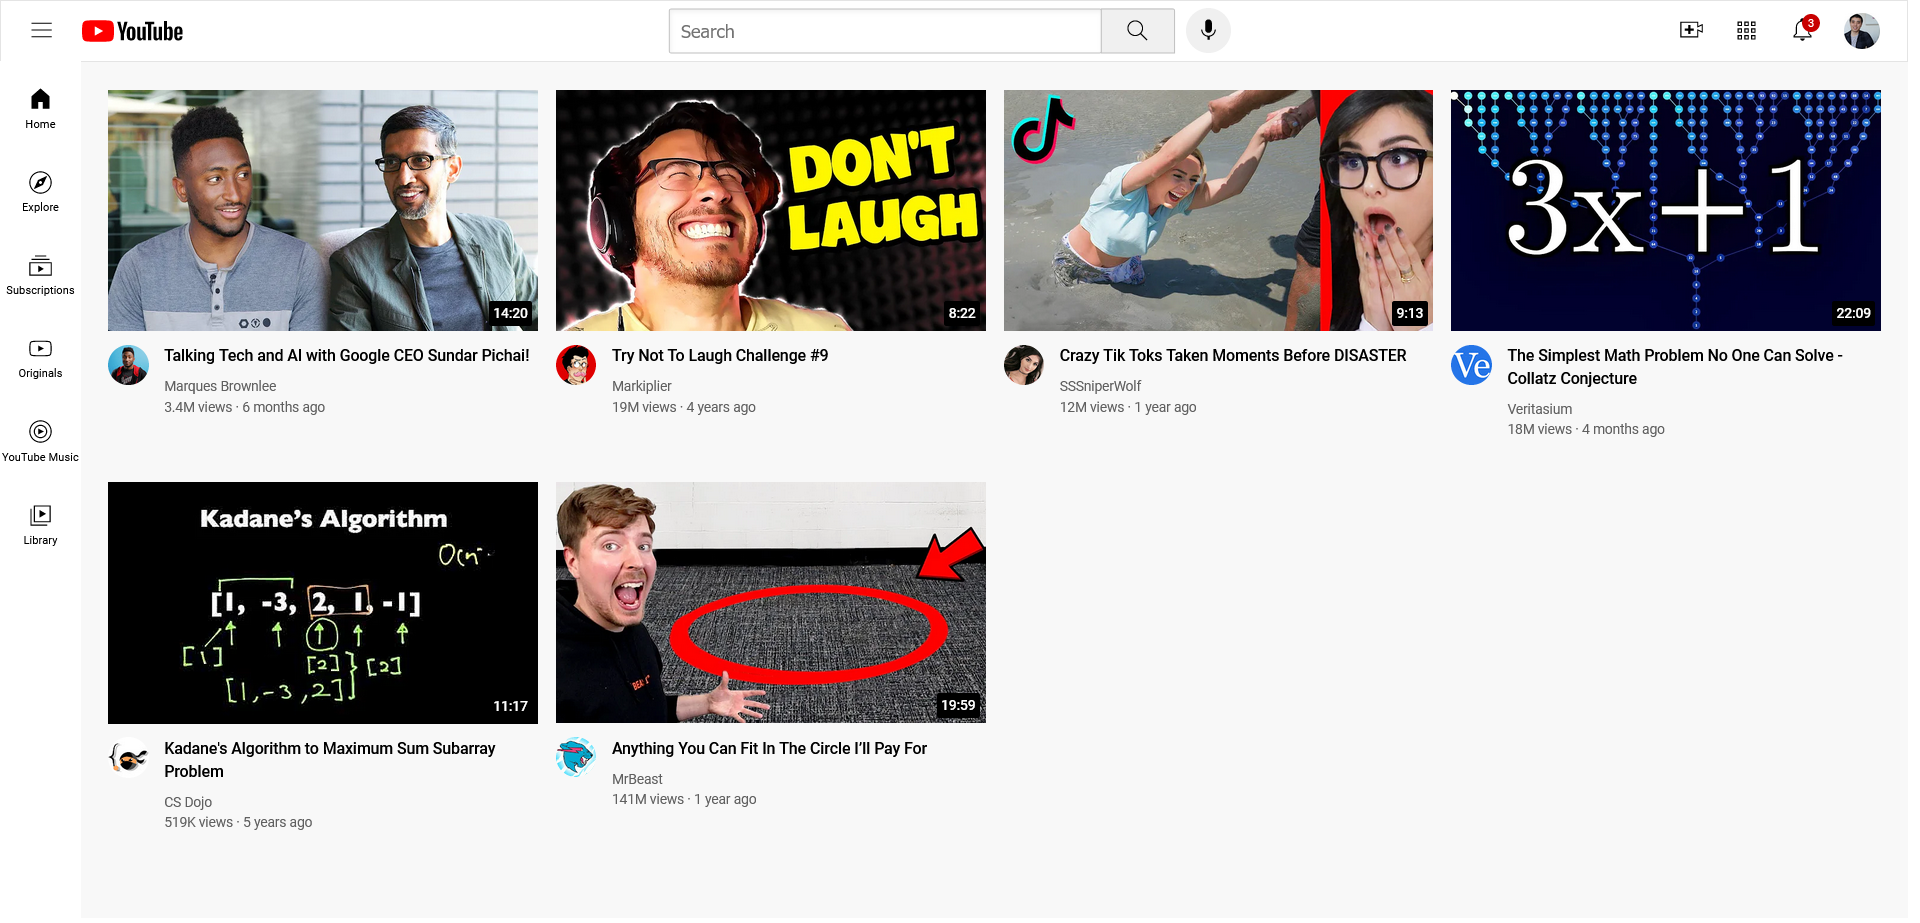 YouTube
Search
3
Home
Explore
Subscriptions
Originals
YouTube Music
Library
DON'T
LAUGH
3x+1
14:20
8:22
9:13
22:09
Talking Tech and AI with Google CEO Sundar Pichai!
Marques Brownlee
3.4M views · 6 months ago
Try Not To Laugh Challenge #9
Markiplier
19M views · 4 years ago
Crazy Tik Toks Taken Moments Before DISASTER
SSSniperWolf
12M views · 1 year ago
Ve
The Simplest Math Problem No One Can Solve -
Collatz Conjecture
Veritasium
18M views · 4 months ago
Kadane's Algorithm
[1, -3, 2, 1, -1]
[1]
[2]
[2]
[1, -3, 2]
11:17
19:59
Kadane's Algorithm to Maximum Sum Subarray
Problem
CS Dojo
519K views · 5 years ago
Anything You Can Fit In The Circle I’ll Pay For
MrBeast
141M views · 1 year ago